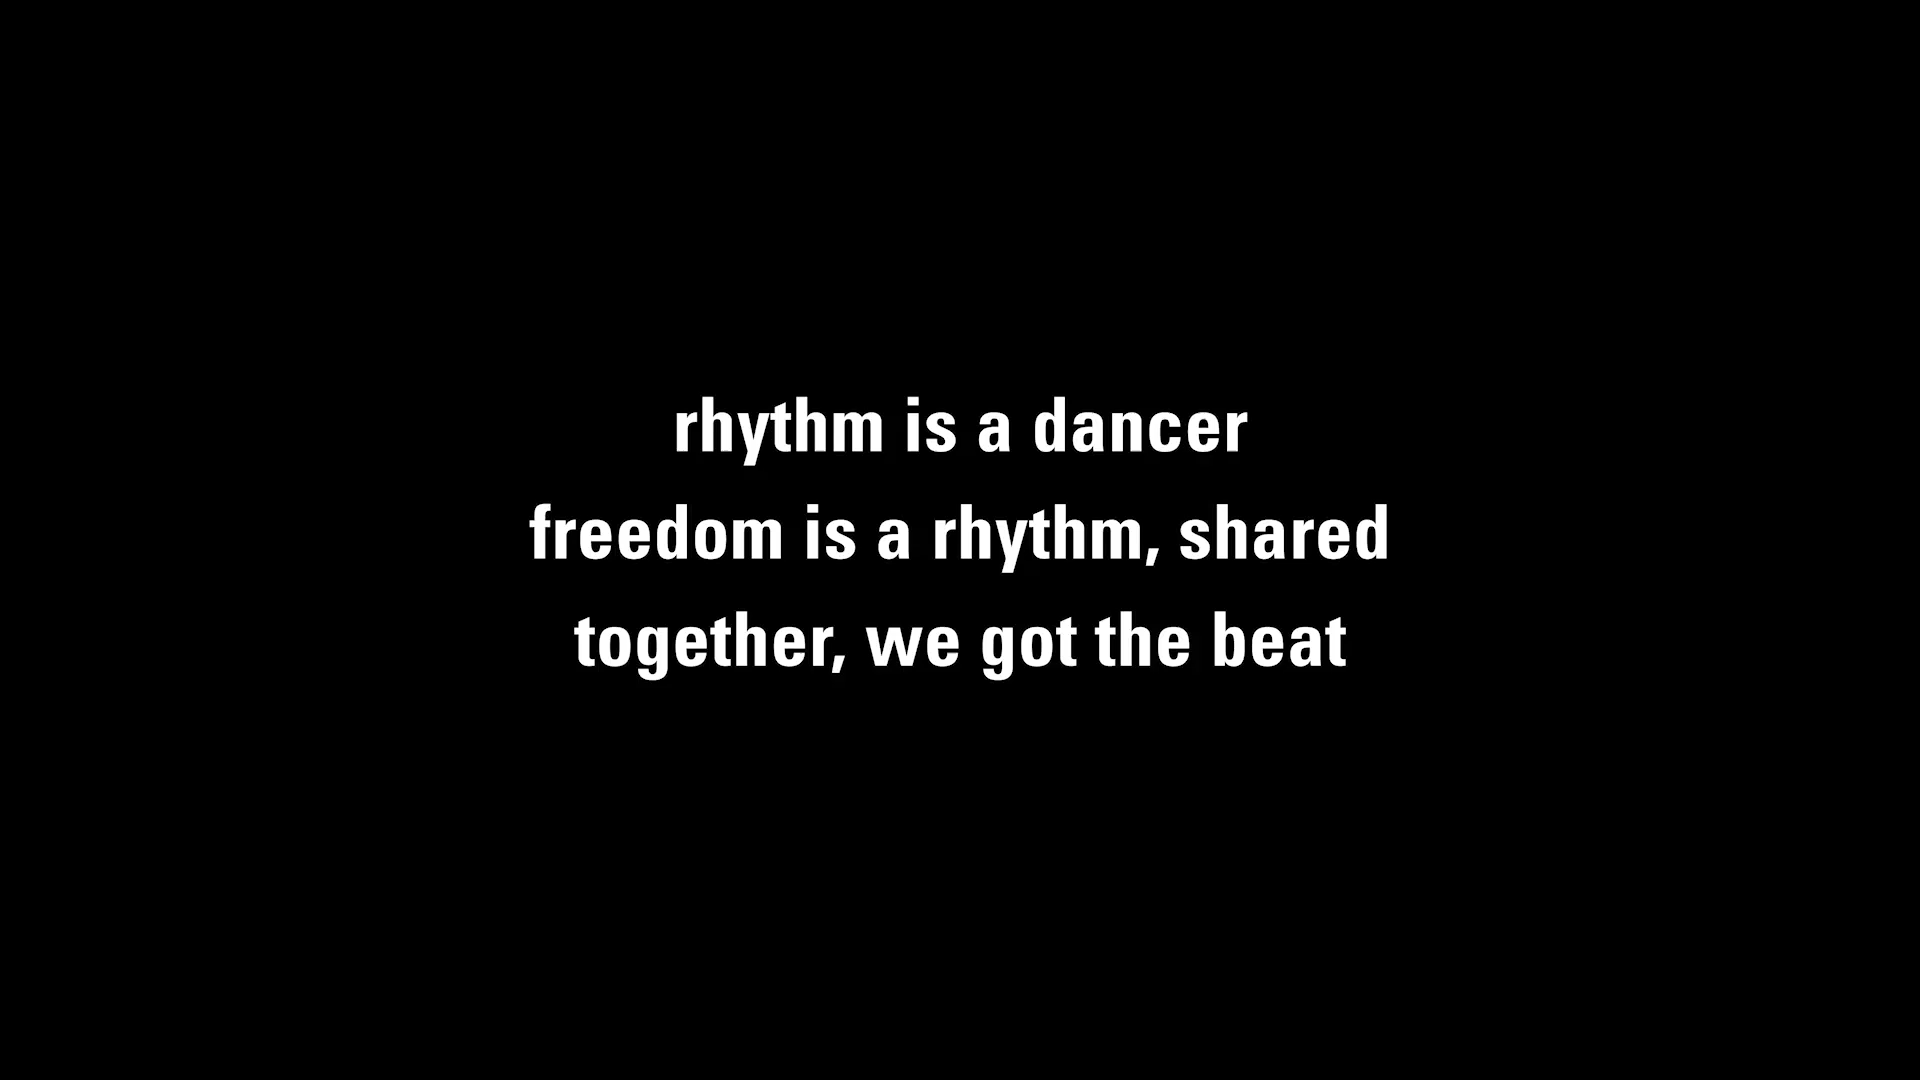 rhythm is a dancer
freedom is a rhythm, shared
together, we got the beat